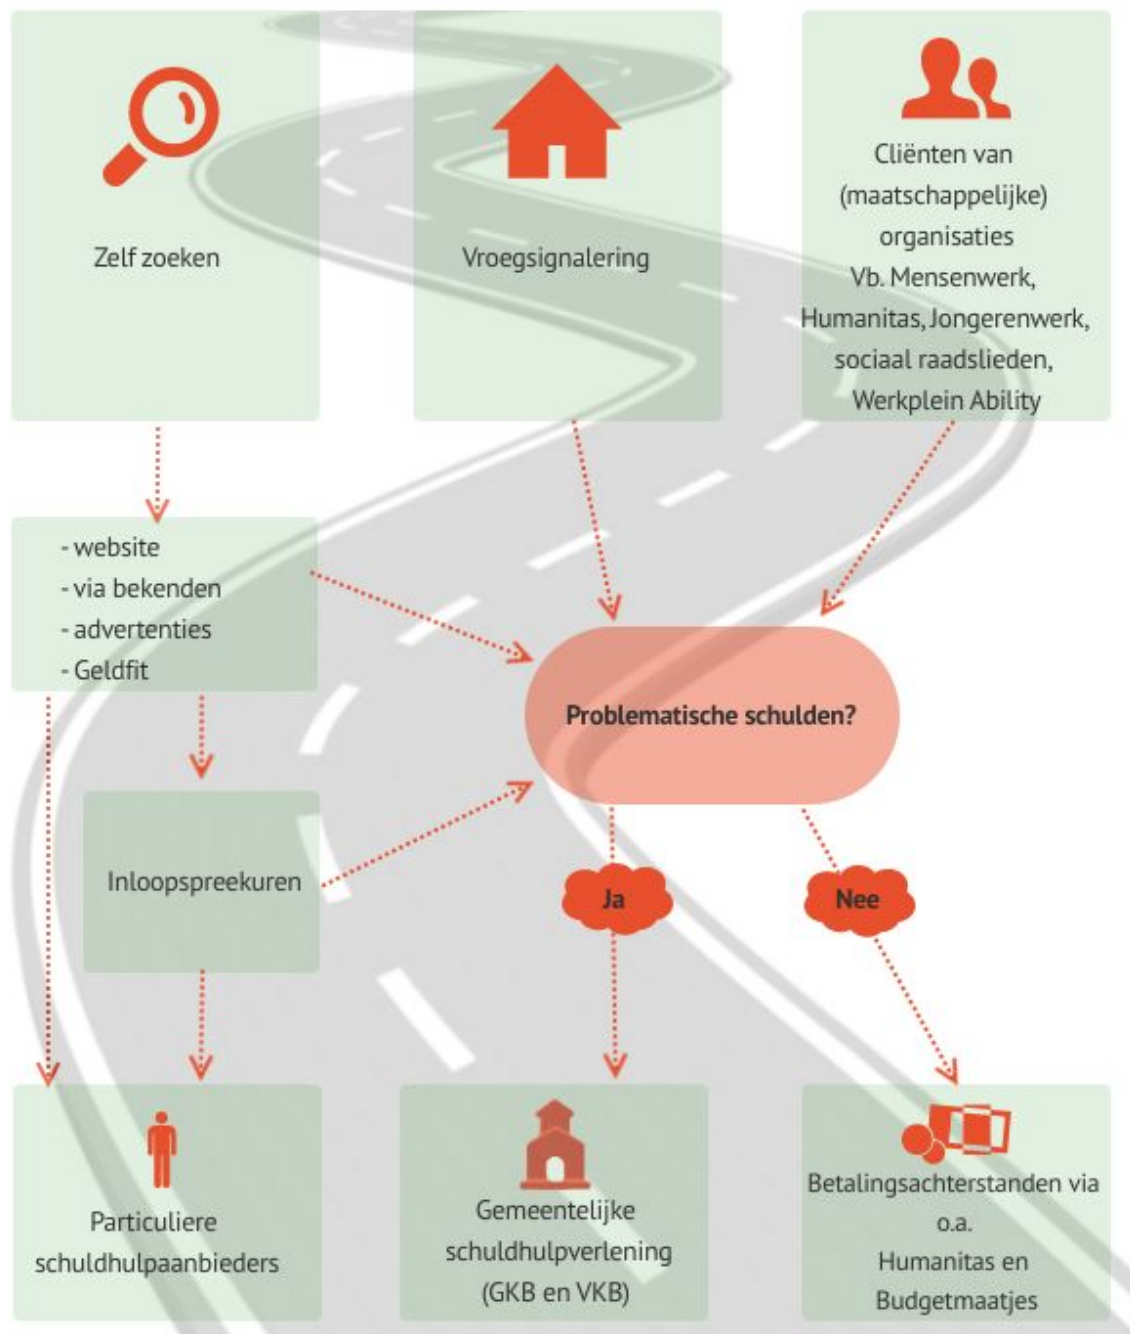 Zelf zoeken
Vroegsignalering
Cliënten van
(maatschappelijke)
organisaties
Vb. Mensenwerk,
Humanitas, Jongerenwerk,
sociaal raadslieden,
Werkplein Ability
- website
- via bekenden
- advertenties
- Geldfit
Problematische schulden?
Inloopspreekuren
Ja
Nee
Particuliere
schuldhulpaanbieders
Gemeentelijke
schuldhulpverlening
(GKB en VKB)
Betalingsachterstanden via
o.a.
Humanitas en
Budgetmaatjes